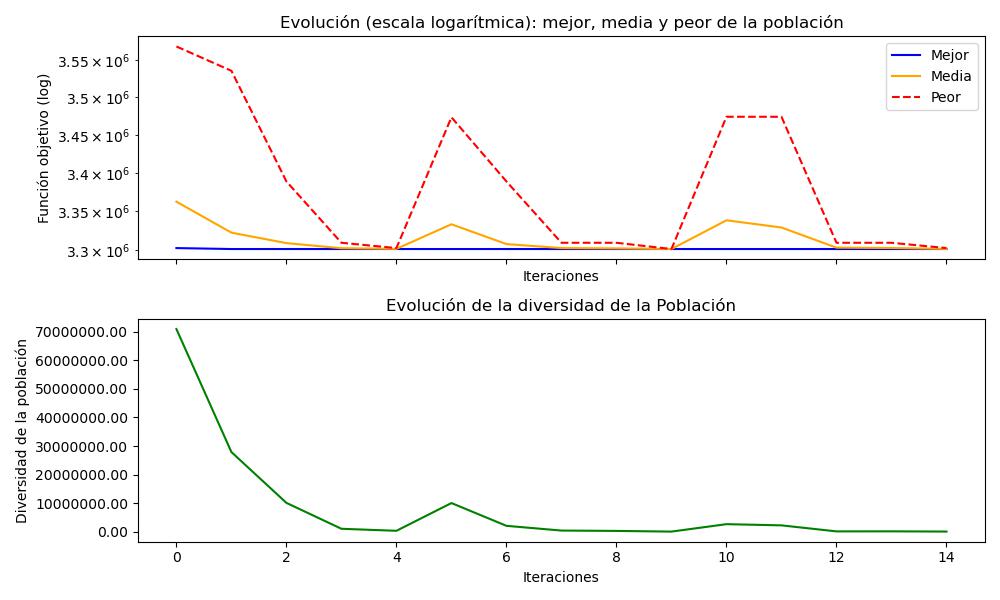 Evolución (escala logarítmica): mejor, media y peor de la población
Función objetivo (log)
3.55 × 10⁶
3.5 × 10⁶
3.45 × 10⁶
3.4 × 10⁶
3.35 × 10⁶
3.3 × 10⁶
Mejor
Media
Peor
Iteraciones
Evolución de la diversidad de la Población
Diversidad de la población
70000000.00
60000000.00
50000000.00
40000000.00
30000000.00
20000000.00
10000000.00
0.00
0 2 4 6 8 10 12 14
Iteraciones